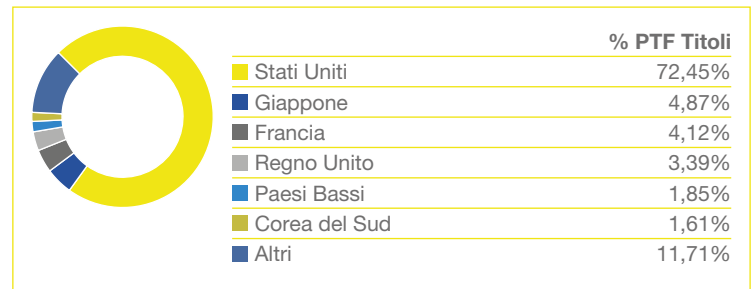 % PTF Titoli
Stati Uniti 72,45%
Giappone 4,87%
Francia 4,12%
Regno Unito 3,39%
Paesi Bassi 1,85%
Corea del Sud 1,61%
Altri 11,71%